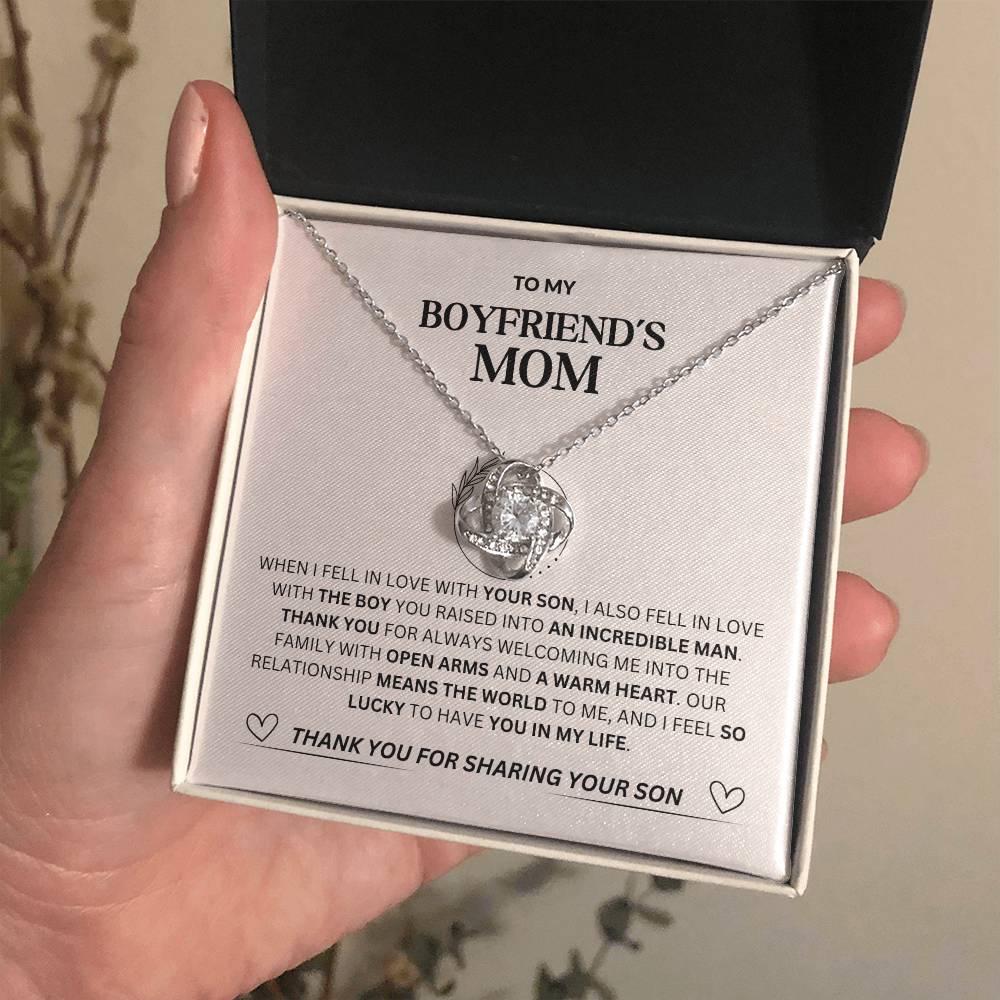 TO MY
BOYFRIEND'S
MOM
WHEN I FELL IN LOVE WITH YOUR SON, I ALSO FELL IN LOVE
WITH THE BOY YOU RAISED INTO AN INCREDIBLE MAN.
THANK YOU FOR ALWAYS WELCOMING ME INTO THE
FAMILY WITH OPEN ARMS AND A WARM HEART. OUR
RELATIONSHIP MEANS THE WORLD TO ME, AND I FEEL SO
LUCKY TO HAVE YOU IN MY LIFE.
THANK YOU FOR SHARING YOUR SON